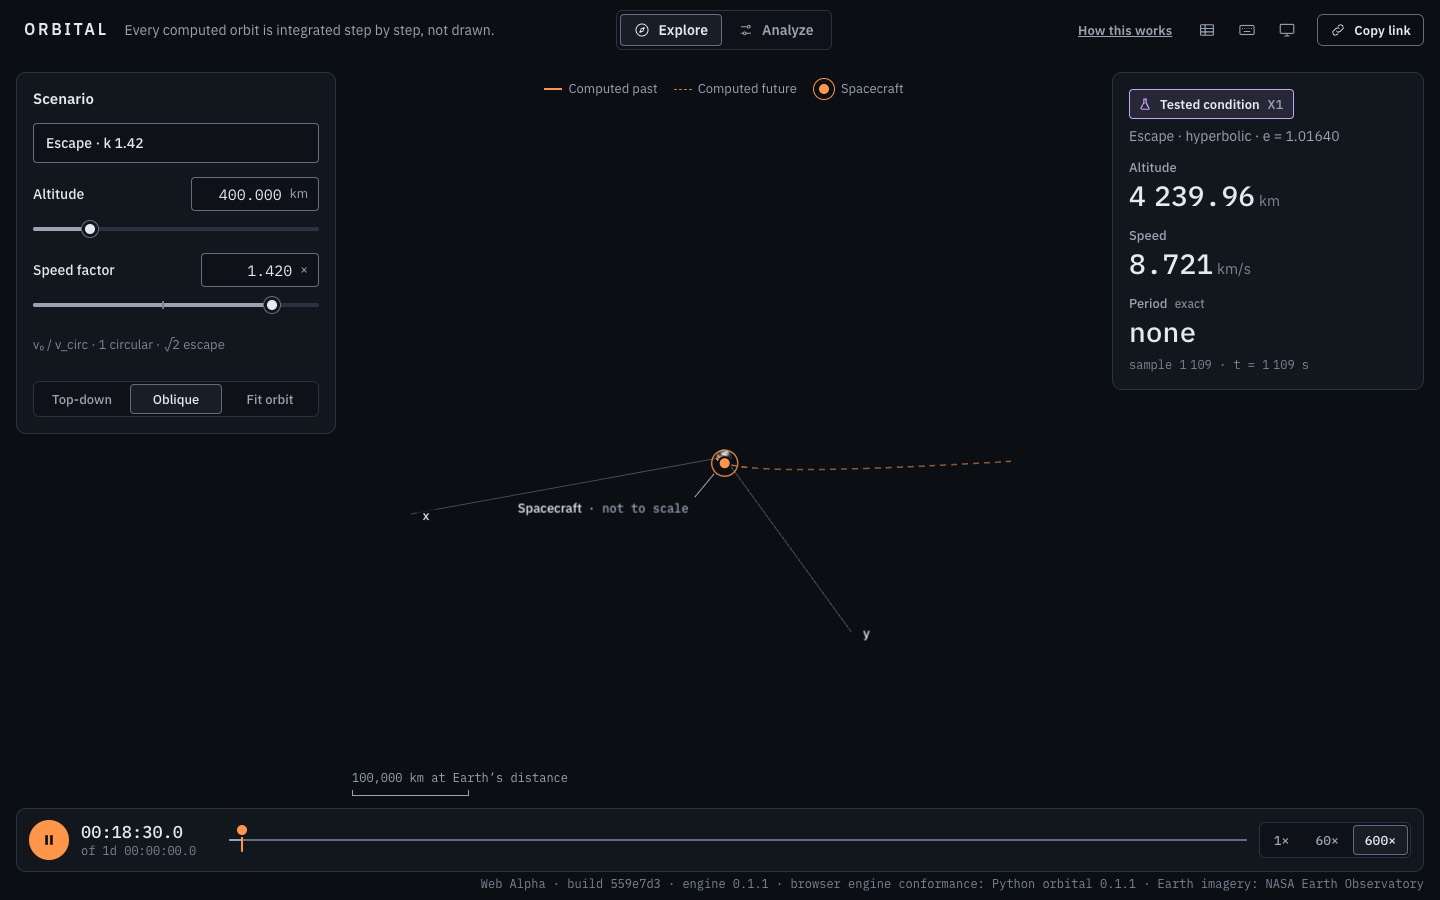 ORBITAL Every computed orbit is integrated step by step, not drawn.
Explore Analyze
How this works Copy link
Scenario
Escape · k 1.42
Altitude 400.000 km
Speed factor 1.420 ×
v₀ / v_circ · 1 circular · √2 escape
Top-down Oblique Fit orbit
Computed past Computed future Spacecraft
Tested condition X1
Escape · hyperbolic · e = 1.01640
Altitude
4 239.96 km
Speed
8.721 km/s
Period exact
none
sample 1 109 · t = 1 109 s
Spacecraft · not to scale
x
y
100,000 km at Earth's distance
00:18:30.0
of 1d 00:00:00.0
1× 60× 600×
Web Alpha · build 559e7d3 · engine 0.1.1 · browser engine conformance: Python orbital 0.1.1 · Earth imagery: NASA Earth Observatory